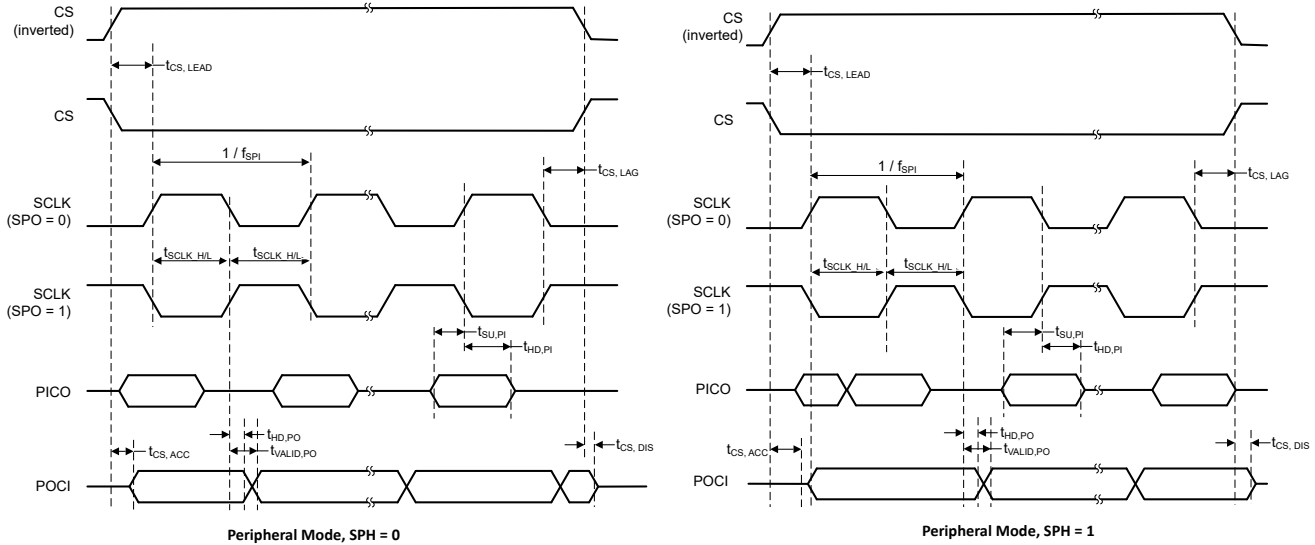 CS
(inverted)
tCS, LEAD
CS
1 / fSPI
tCS, LAG
SCLK
(SPO = 0)
tSCLK_H/L
tSCLK_H/L
SCLK
(SPO = 1)
tSU,PI
tHD,PI
PICO
tHD,PO
tCS, ACC
tVALID,PO
tCS, DIS
POCI
Peripheral Mode, SPH = 0
CS
(inverted)
tCS, LEAD
CS
1 / fSPI
tCS, LAG
SCLK
(SPO = 0)
tSCLK_H/L
tSCLK_H/L
SCLK
(SPO = 1)
tSU,PI
tHD,PI
PICO
tHD,PO
tCS, ACC
tVALID,PO
tCS, DIS
POCI
Peripheral Mode, SPH = 1